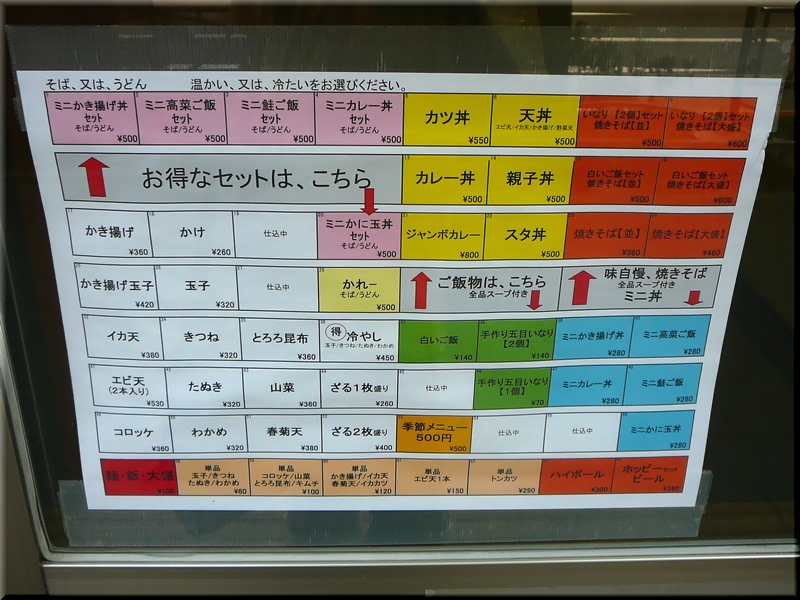 そば、又は、うどん　　温かい、又は、冷たいをお選びください。
ミニかき揚げ丼
セット
そば/うどん
¥500
ミニ高菜ご飯
セット
そば/うどん
¥500
ミニ鮭ご飯
セット
そば/うどん
¥500
ミニカレー丼
セット
そば/うどん
¥500
カツ丼
¥550
天丼
エビ天/イカ天/かき揚げ/野菜天
¥500
いなり【2個】セット
焼きそば【並】
¥500
いなり【2個】セット
焼きそば【大盛】
¥600
お得なセットは、こちら
カレー丼
¥500
親子丼
¥500
白いご飯セット
焼きそば【並】
¥500
白いご飯セット
焼きそば【大盛】
¥600
かき揚げ
¥360
かけ
¥260
仕込中
ミニかに玉丼
セット
そば/うどん
¥500
ジャンボカレー
¥800
スタ丼
¥500
焼きそば【並】
¥360
焼きそば【大盛】
¥460
かき揚げ玉子
¥420
玉子
¥320
仕込中
かれー
そば/うどん
¥500
ご飯物は、こちら
全品スープ付き
味自慢、焼きそば
全品スープ付き
ミニ丼
イカ天
¥380
きつね
¥320
とろろ昆布
¥360
得 冷やし
玉子/きつね/たぬき/わかめ
¥450
白いご飯
¥140
手作り五目いなり
【2個】
¥140
ミニかき揚げ丼
¥280
ミニ高菜ご飯
¥280
エビ天
(2本入り)
¥530
たぬき
¥320
山菜
¥360
ざる1枚盛り
¥260
仕込中
手作り五目いなり
【1個】
¥70
ミニカレー丼
¥280
ミニ鮭ご飯
¥280
コロッケ
¥360
わかめ
¥320
春菊天
¥380
ざる2枚盛り
¥400
季節メニュー
500円
¥500
仕込中
仕込中
ミニかに玉丼
¥280
麺・飯・大盛
¥100
単品
玉子/きつね
たぬき/わかめ
¥60
単品
コロッケ/山菜
とろろ昆布/キムチ
¥100
単品
かき揚げ/イカ天
春菊天/イカカツ
¥120
単品
エビ天1本
¥150
単品
トンカツ
¥290
ハイボール
¥300
ホッピーセット
ビール
¥380